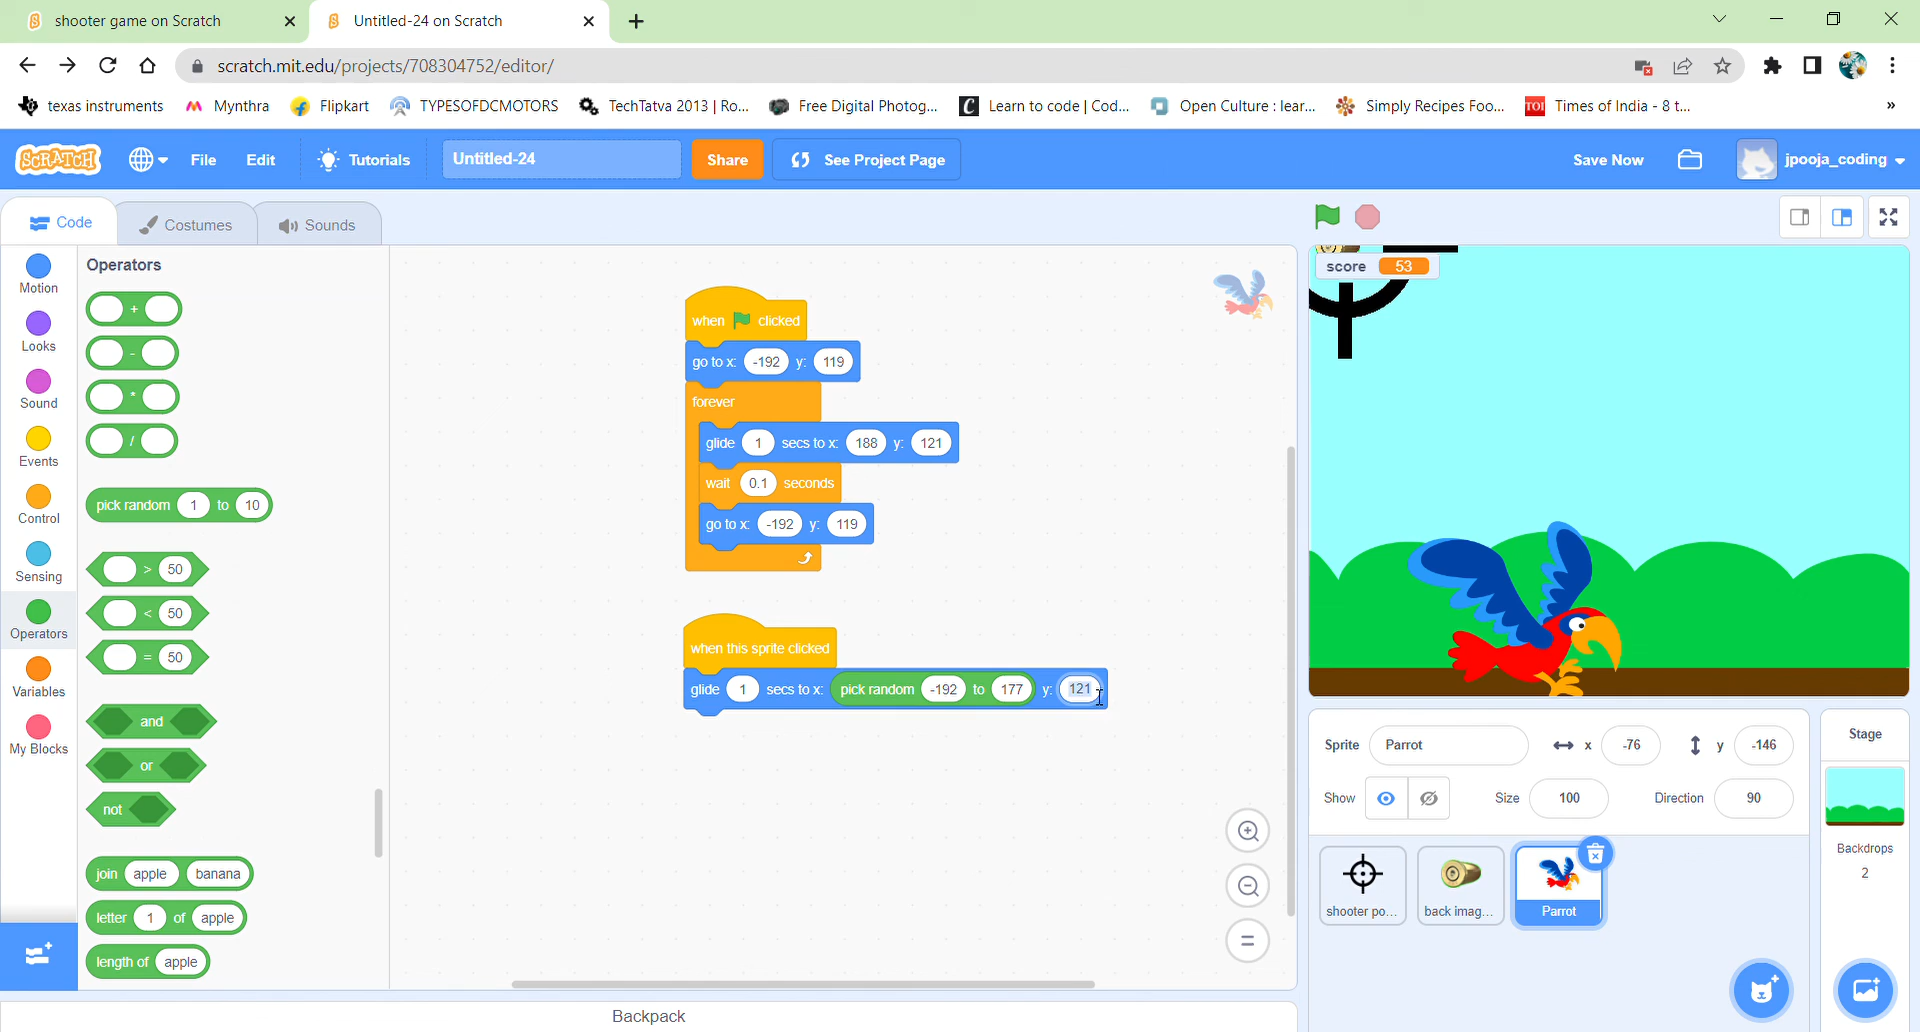 shooter game on Scratch
Untitled-24 on Scratch
scratch.mit.edu/projects/708304752/editor/
texas instruments Mynthra Flipkart TYPESOFDCMOTORS TechTatva 2013 | Ro... Free Digital Photog... Learn to code | Cod... Open Culture : lear... Simply Recipes Foo... TOI Times of India - 8 t... »
SCRATCH File Edit Tutorials Untitled-24 Share See Project Page Save Now jpooja_coding
Code Costumes Sounds
Motion
Looks
Sound
Events
Control
Sensing
Operators
Variables
My Blocks
Operators
+
-
*
/
pick random 1 to 10
> 50
< 50
= 50
and
or
not
join apple banana
letter 1 of apple
length of apple
when clicked
go to x: -192 y: 119
forever
glide 1 secs to x: 188 y: 121
wait 0.1 seconds
go to x: -192 y: 119
when this sprite clicked
glide 1 secs to x: pick random -192 to 177 y: 121
=
Backpack
score 53
Sprite Parrot x -76 y -146
Show Size 100 Direction 90
shooter po... back imag... Parrot
Stage
Backdrops
2